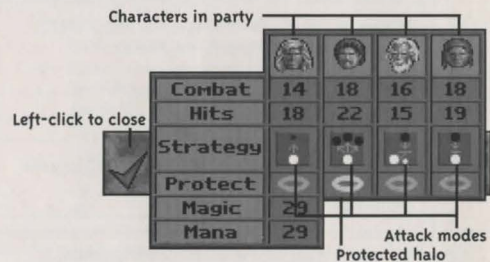 Characters in party
Combat 14 18 16 18
Hits 18 22 15 19
Left-click to close
Strategy
Protect
Magic 29
Mana 29
Attack modes
Protected halo